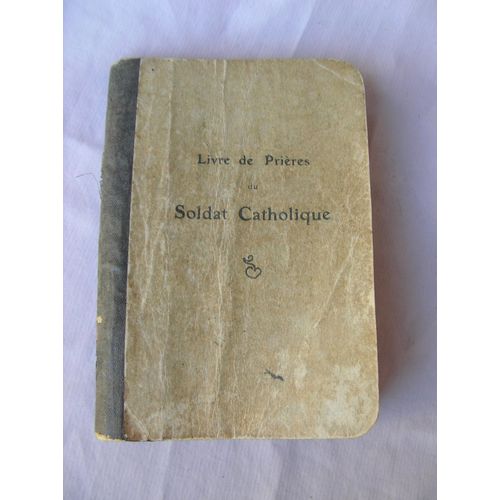 Livre de Prières
du
Soldat Catholique